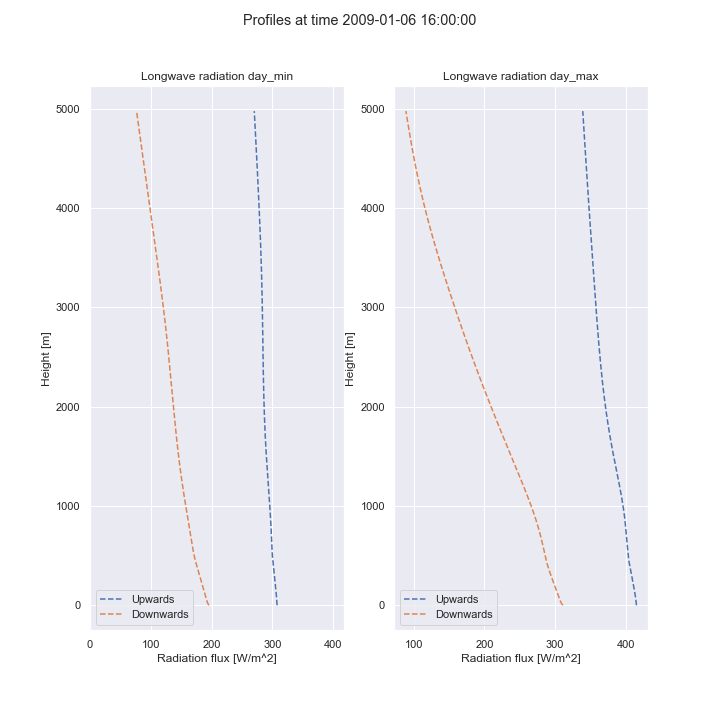 Profiles at time 2009-01-06 16:00:00
Longwave radiation day_min
5000
4000
3000
2000
1000
0
Height [m]
Upwards
Downwards
0 100 200 300 400
Radiation flux [W/m^2]
Longwave radiation day_max
5000
4000
3000
2000
1000
0
Height [m]
Upwards
Downwards
100 200 300 400
Radiation flux [W/m^2]